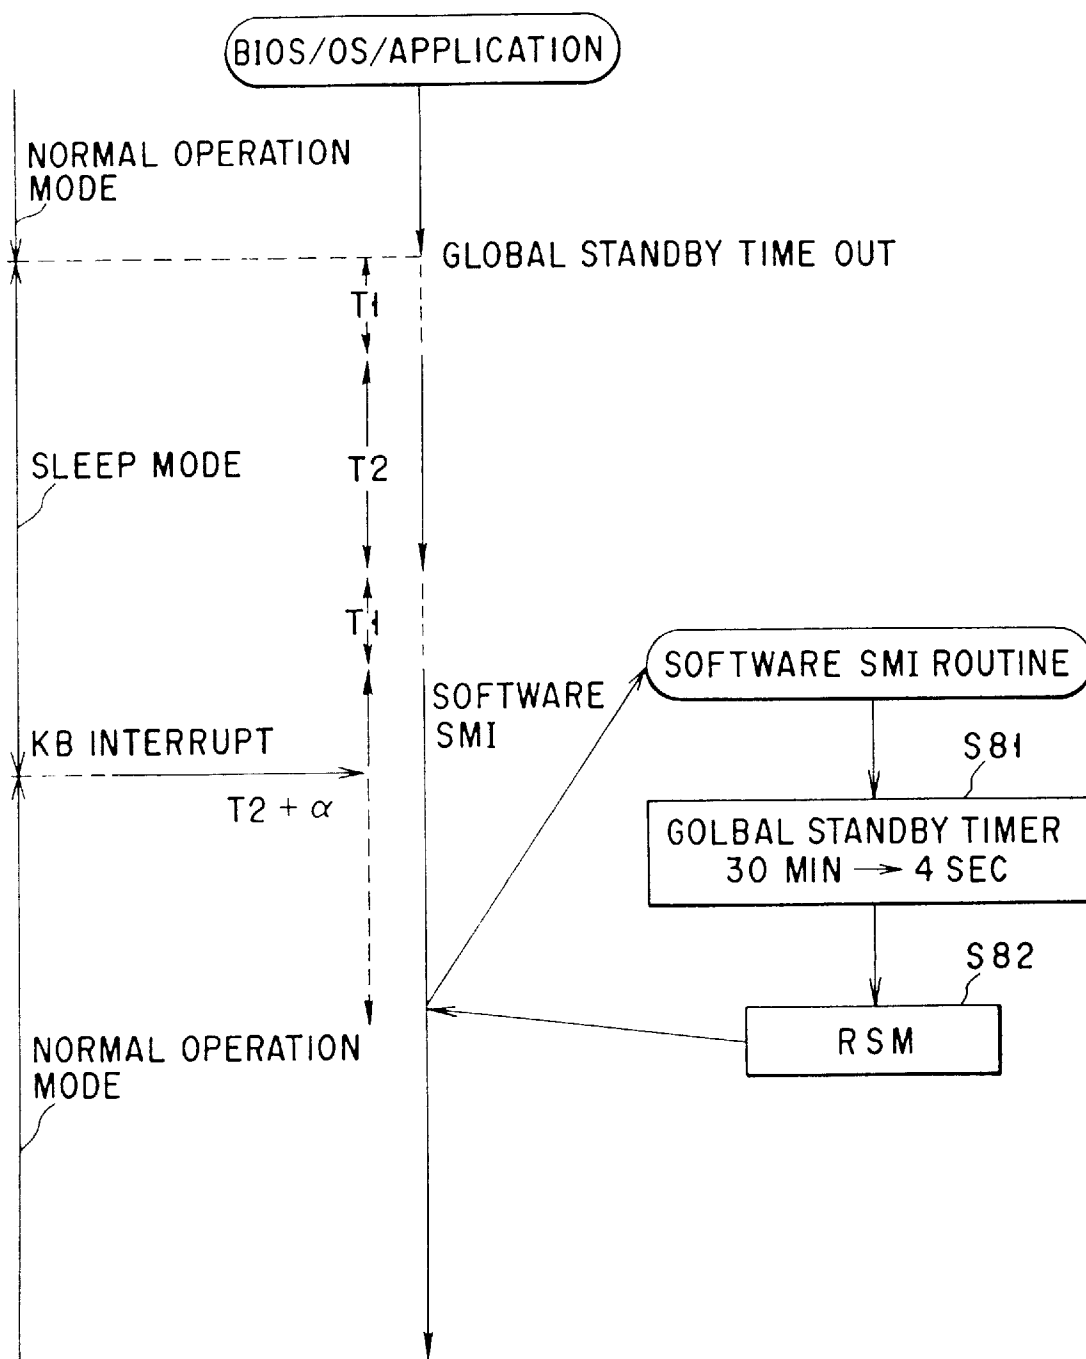 BIOS/OS/APPLICATION
NORMAL OPERATION
MODE
GLOBAL STANDBY TIME OUT
T1
T2
SLEEP MODE
T1
SOFTWARE
SMI
SOFTWARE SMI ROUTINE
KB INTERRUPT
T2 + α
S81
GOLBAL STANDBY TIMER
30 MIN → 4 SEC
S82
RSM
NORMAL OPERATION
MODE